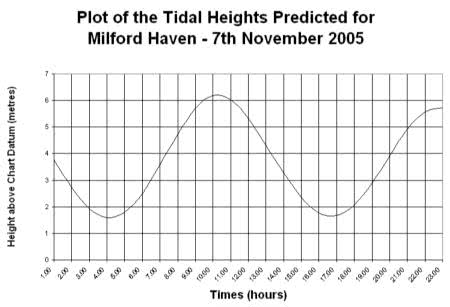 Plot of the Tidal Heights Predicted for
Milford Haven - 7th November 2005
Height above Chart Datum (metres)
7
6
5
4
3
2
1
0
1.00 2.00 3.00 4.00 5.00 6.00 7.00 8.00 9.00 10.00 11.00 12.00 13.00 14.00 15.00 16.00 17.00 18.00 19.00 20.00 21.00 22.00 23.00
Times (hours)